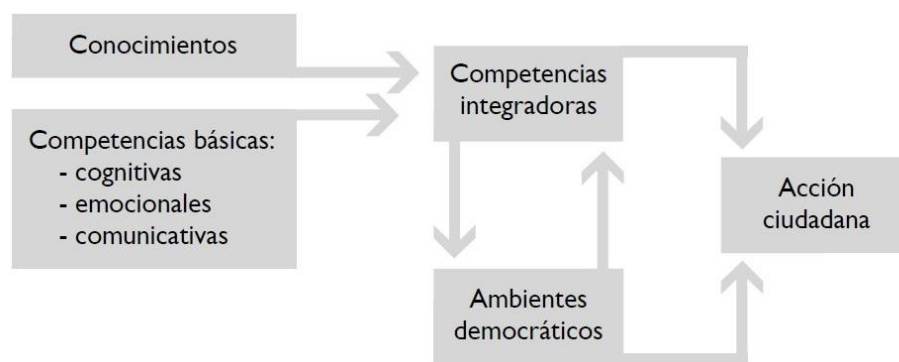 Conocimientos
Competencias básicas:
- cognitivas
- emocionales
- comunicativas
Competencias
integradoras
Ambientes
democráticos
Acción
ciudadana